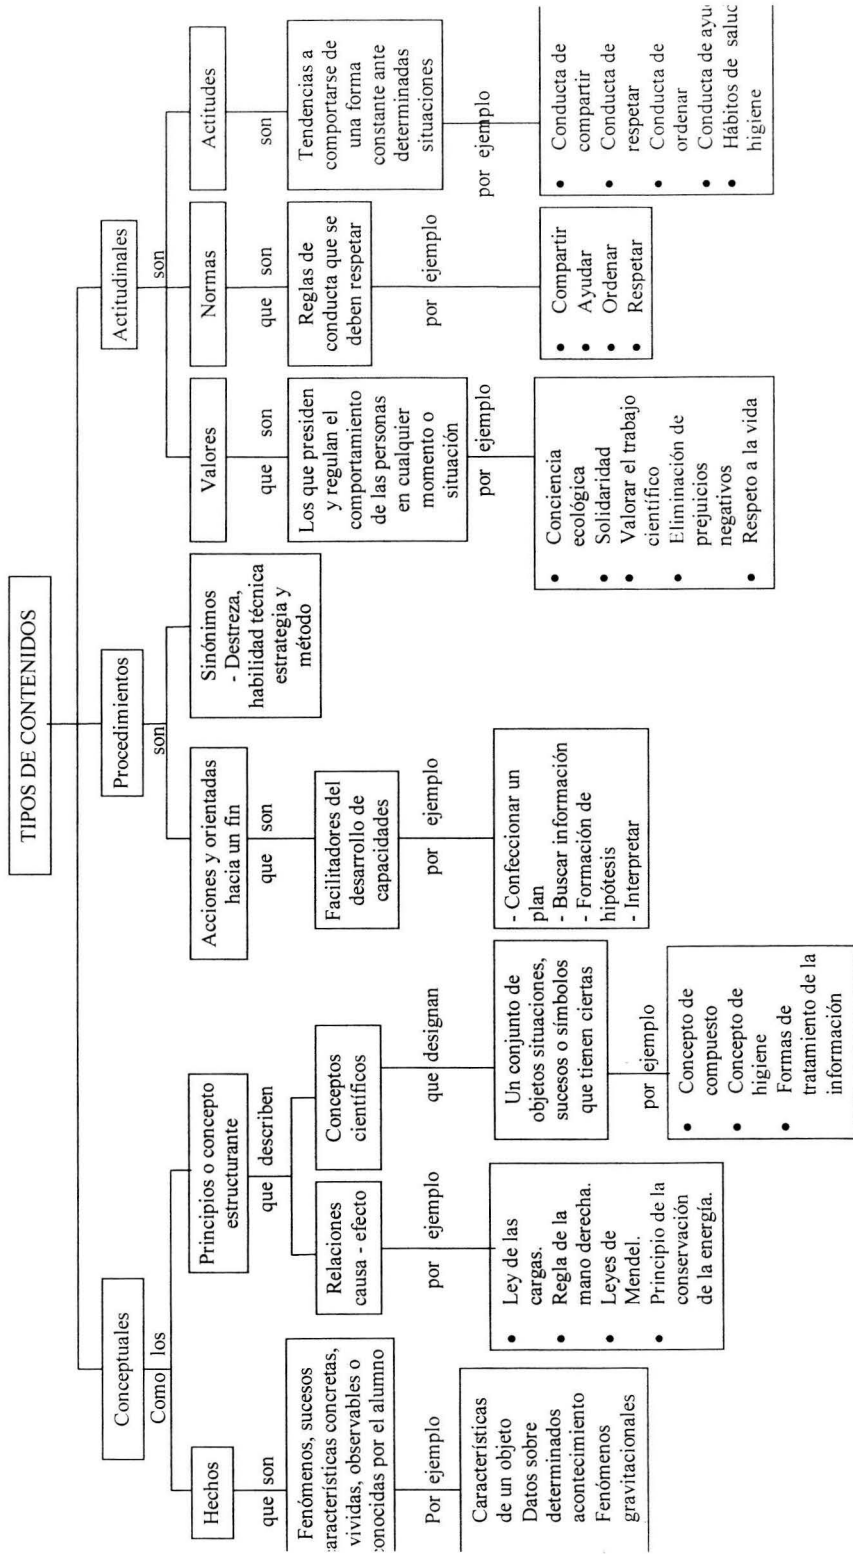 TIPOS DE CONTENIDOS
Conceptuales
Como los
Hechos
que son
Fenómenos, sucesos
características concretas,
vividas, observables o
conocidas por el alumno
Por ejemplo
Características
de un objeto
Datos sobre
determinados
acontecimiento
Fenómenos
gravitacionales
Principios o concepto
estructurante
que describen
Relaciones
causa - efecto
por ejemplo
• Ley de las
cargas.
• Regla de la
mano derecha.
• Leyes de
Mendel.
• Principio de la
conservación
de la energía.
Conceptos
científicos
que designan
Un conjunto de
objetos situaciones,
sucesos o símbolos
que tienen ciertas
por ejemplo
• Concepto de
compuesto
• Concepto de
higiene
• Formas de
tratamiento de la
información
Procedimientos
son
Acciones y orientadas
hacia un fin
que son
Facilitadores del
desarrollo de
capacidades
por ejemplo
- Confeccionar un
plan
- Buscar información
- Formación de
hipótesis
- Interpretar
Sinónimos
- Destreza,
habilidad técnica
estrategia y
método
Actitudinales
son
Valores
que son
Los que presiden
y regulan el
comportamiento
de las personas
en cualquier
momento o
situación
por ejemplo
• Conciencia
ecológica
• Solidaridad
• Valorar el trabajo
científico
• Eliminación de
prejuicios
negativos
• Respeto a la vida
Normas
que son
Reglas de
conducta que se
deben respetar
por ejemplo
• Compartir
• Ayudar
• Ordenar
• Respetar
Actitudes
son
Tendencias a
comportarse de
una forma
constante ante
determinadas
situaciones
por ejemplo
• Conducta de
compartir
• Conducta de
respetar
• Conducta de
ordenar
• Conducta de
• Hábitos de
higiene